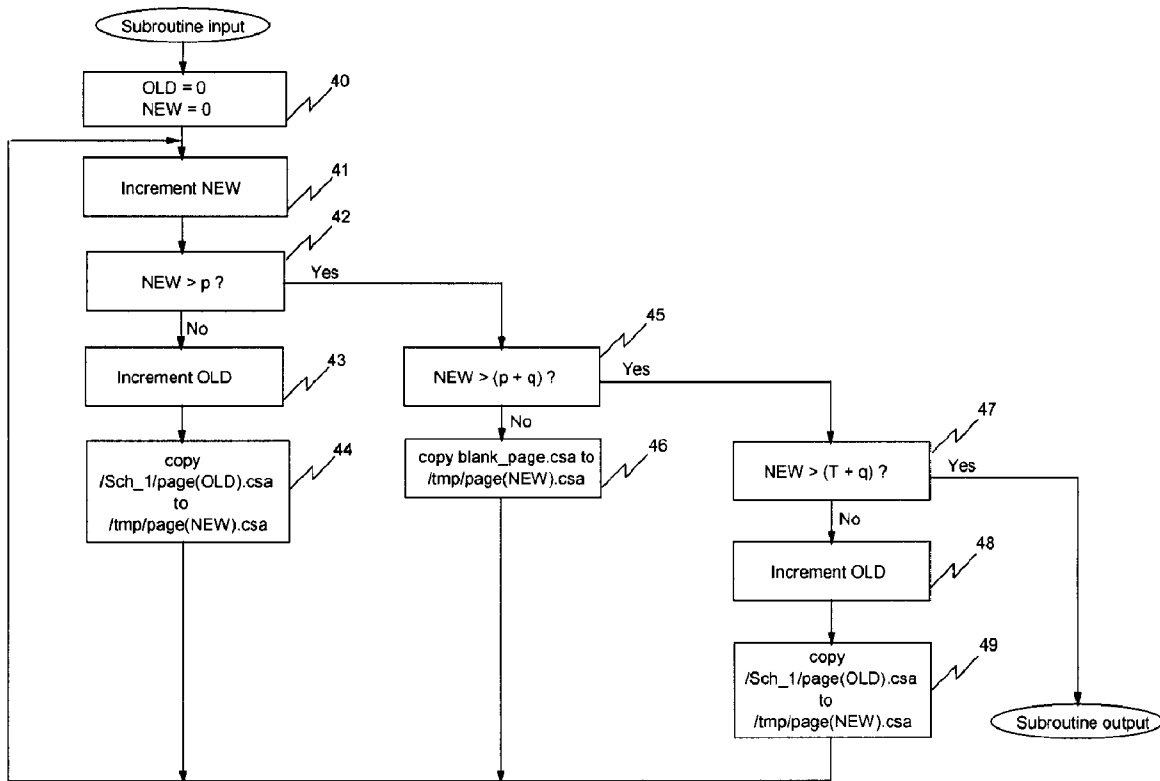 Subroutine input
OLD = 0
NEW = 0
40
Increment NEW
41
42
NEW > p ?
Yes
No
43
Increment OLD
44
copy
/Sch_1/page(OLD).csa
to
/tmp/page(NEW).csa
45
NEW > (p + q) ?
Yes
No
46
copy blank_page.csa to
/tmp/page(NEW).csa
47
NEW > (T + q) ?
Yes
No
48
Increment OLD
49
copy
/Sch_1/page(OLD).csa
to
/tmp/page(NEW).csa
Subroutine output